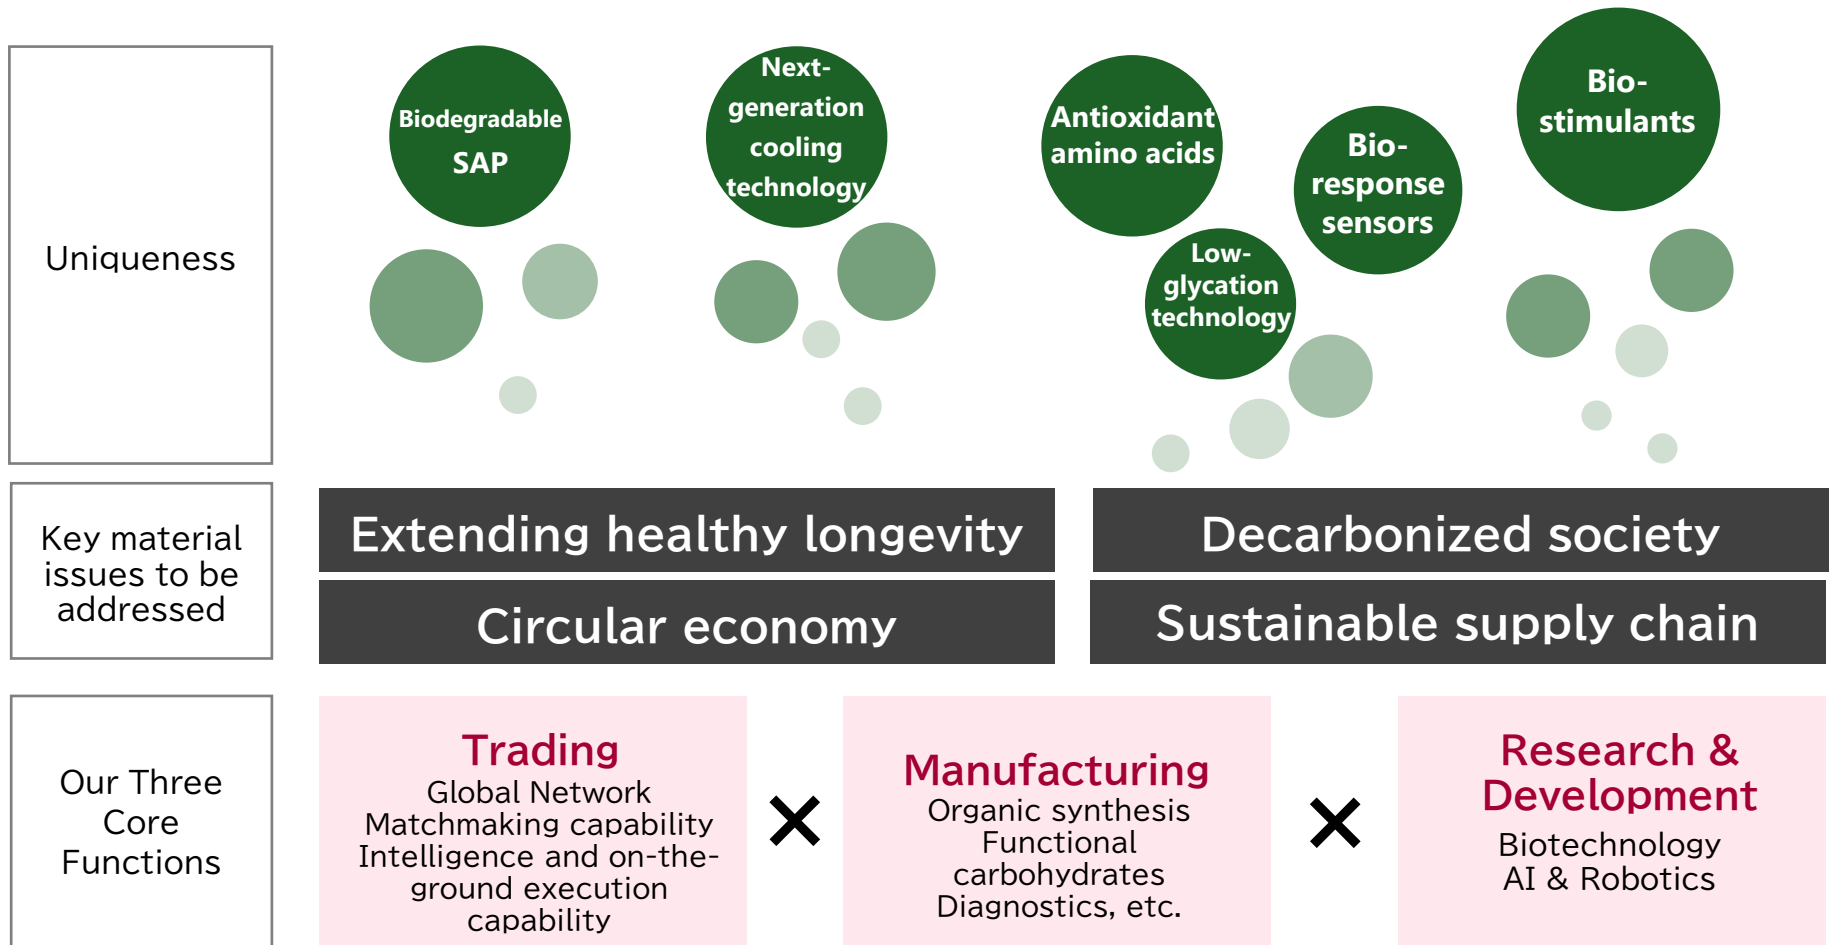 Uniqueness
Biodegradable
SAP
Next-
generation
cooling
technology
Antioxidant
amino acids
Low-
glycation
technology
Bio-
response
sensors
Bio-
stimulants
Key material
issues to be
addressed
Extending healthy longevity
Decarbonized society
Circular economy
Sustainable supply chain
Our Three
Core
Functions
Trading
Global Network
Matchmaking capability
Intelligence and on-the-
ground execution
capability
×
Manufacturing
Organic synthesis
Functional
carbohydrates
Diagnostics, etc.
×
Research &
Development
Biotechnology
AI & Robotics